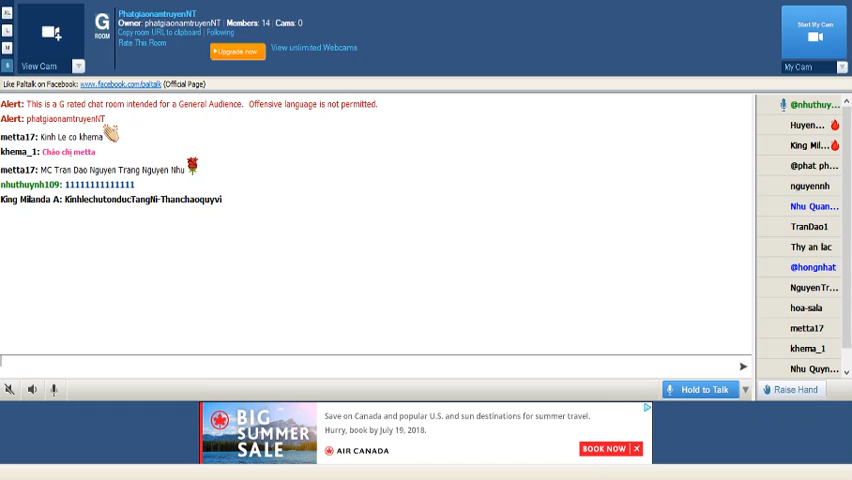 XL
L
M
S
View Cam
G
ROOM
PhatgiaonamtruyenNT
Owner: phatgiaonamtruyenNT | Members: 14 | Cams: 0
Copy room URL to clipboard | Following
Rate This Room
Upgrade now
View unlimited Webcams
Start My Cam
My Cam
Like Paltalk on Facebook: www.facebook.com/paltalk (Official Page)
Alert: This is a G rated chat room intended for a General Audience. Offensive language is not permitted.
Alert: phatgiaonamtruyenNT
metta17: Kinh Le co khema
khema_1: Chào chị metta
metta17: MC Tran Dao Nguyen Trang Nguyen Nhu
nhuthuynh109: 11111111111111
King Milanda A: KinhlechutonducTangNi-Thanchaoquyvi
@nhuthuy...
Huyen...
King Mil...
@phat ph...
nguyennh
Nhu Quan...
TranDao1
Thy an lac
@hongnhat
NguyenTr...
hoa-sala
metta17
khema_1
Nhu Quyn...
Hold to Talk
Raise Hand
BIG
SUMMER
SALE
Save on Canada and popular U.S. and sun destinations for summer travel.
Hurry, book by July 19, 2018.
AIR CANADA
BOOK NOW